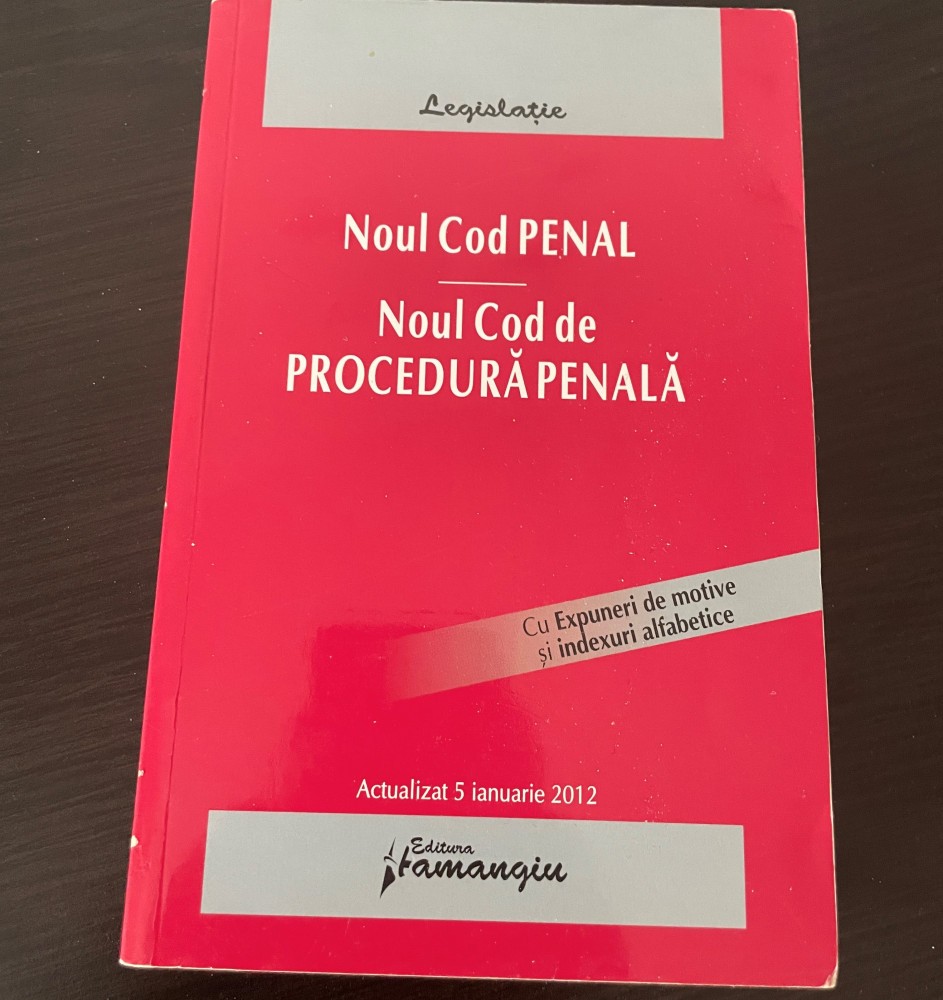 Legislație
Noul Cod PENAL
Noul Cod de
PROCEDURĂ PENALĂ
Cu Expuneri de motive
și indexuri alfabetice
Actualizat 5 ianuarie 2012
Editura
Hamangiu